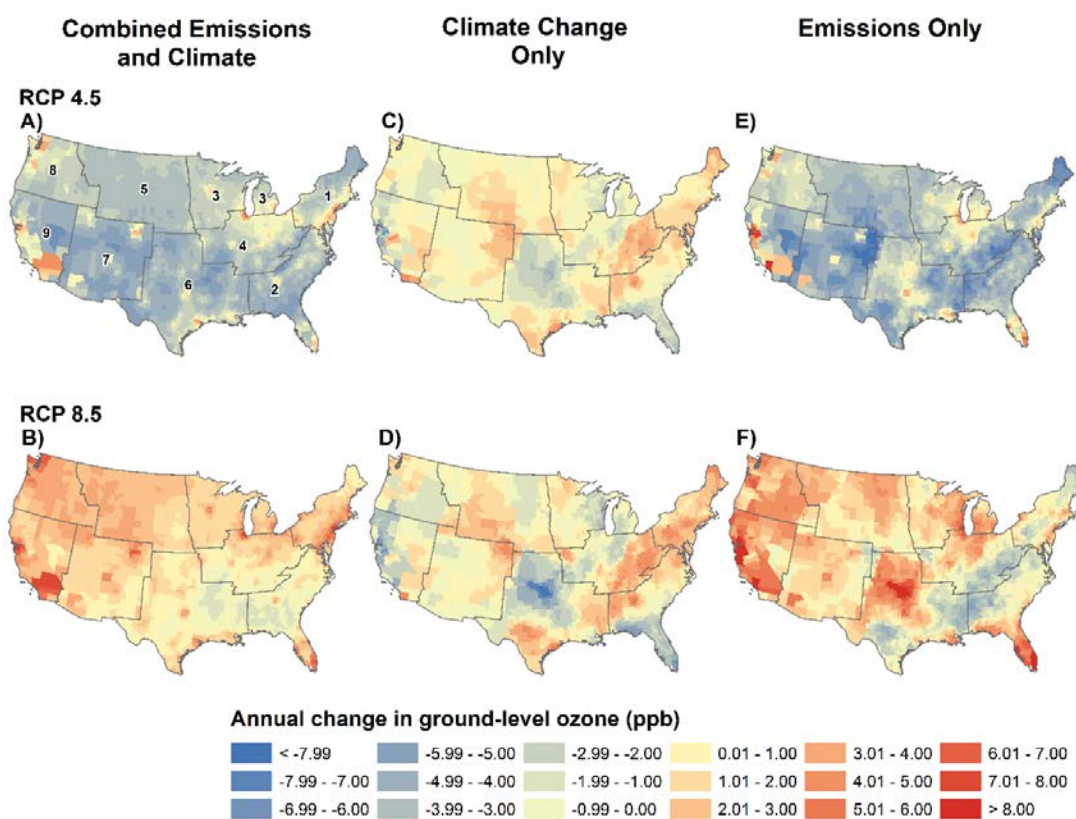 Combined Emissions
and Climate
Climate Change
Only
Emissions Only
RCP 4.5
A)
C)
E)
8
5
3
3
1
9
7
4
6
2
RCP 8.5
B)
D)
F)
Annual change in ground-level ozone (ppb)
< -7.99
-5.99 - -5.00
-2.99 - -2.00
0.01 - 1.00
3.01 - 4.00
6.01 - 7.00
-7.99 - -7.00
-4.99 - -4.00
-1.99 - -1.00
1.01 - 2.00
4.01 - 5.00
7.01 - 8.00
-6.99 - -6.00
-3.99 - -3.00
-0.99 - 0.00
2.01 - 3.00
5.01 - 6.00
> 8.00